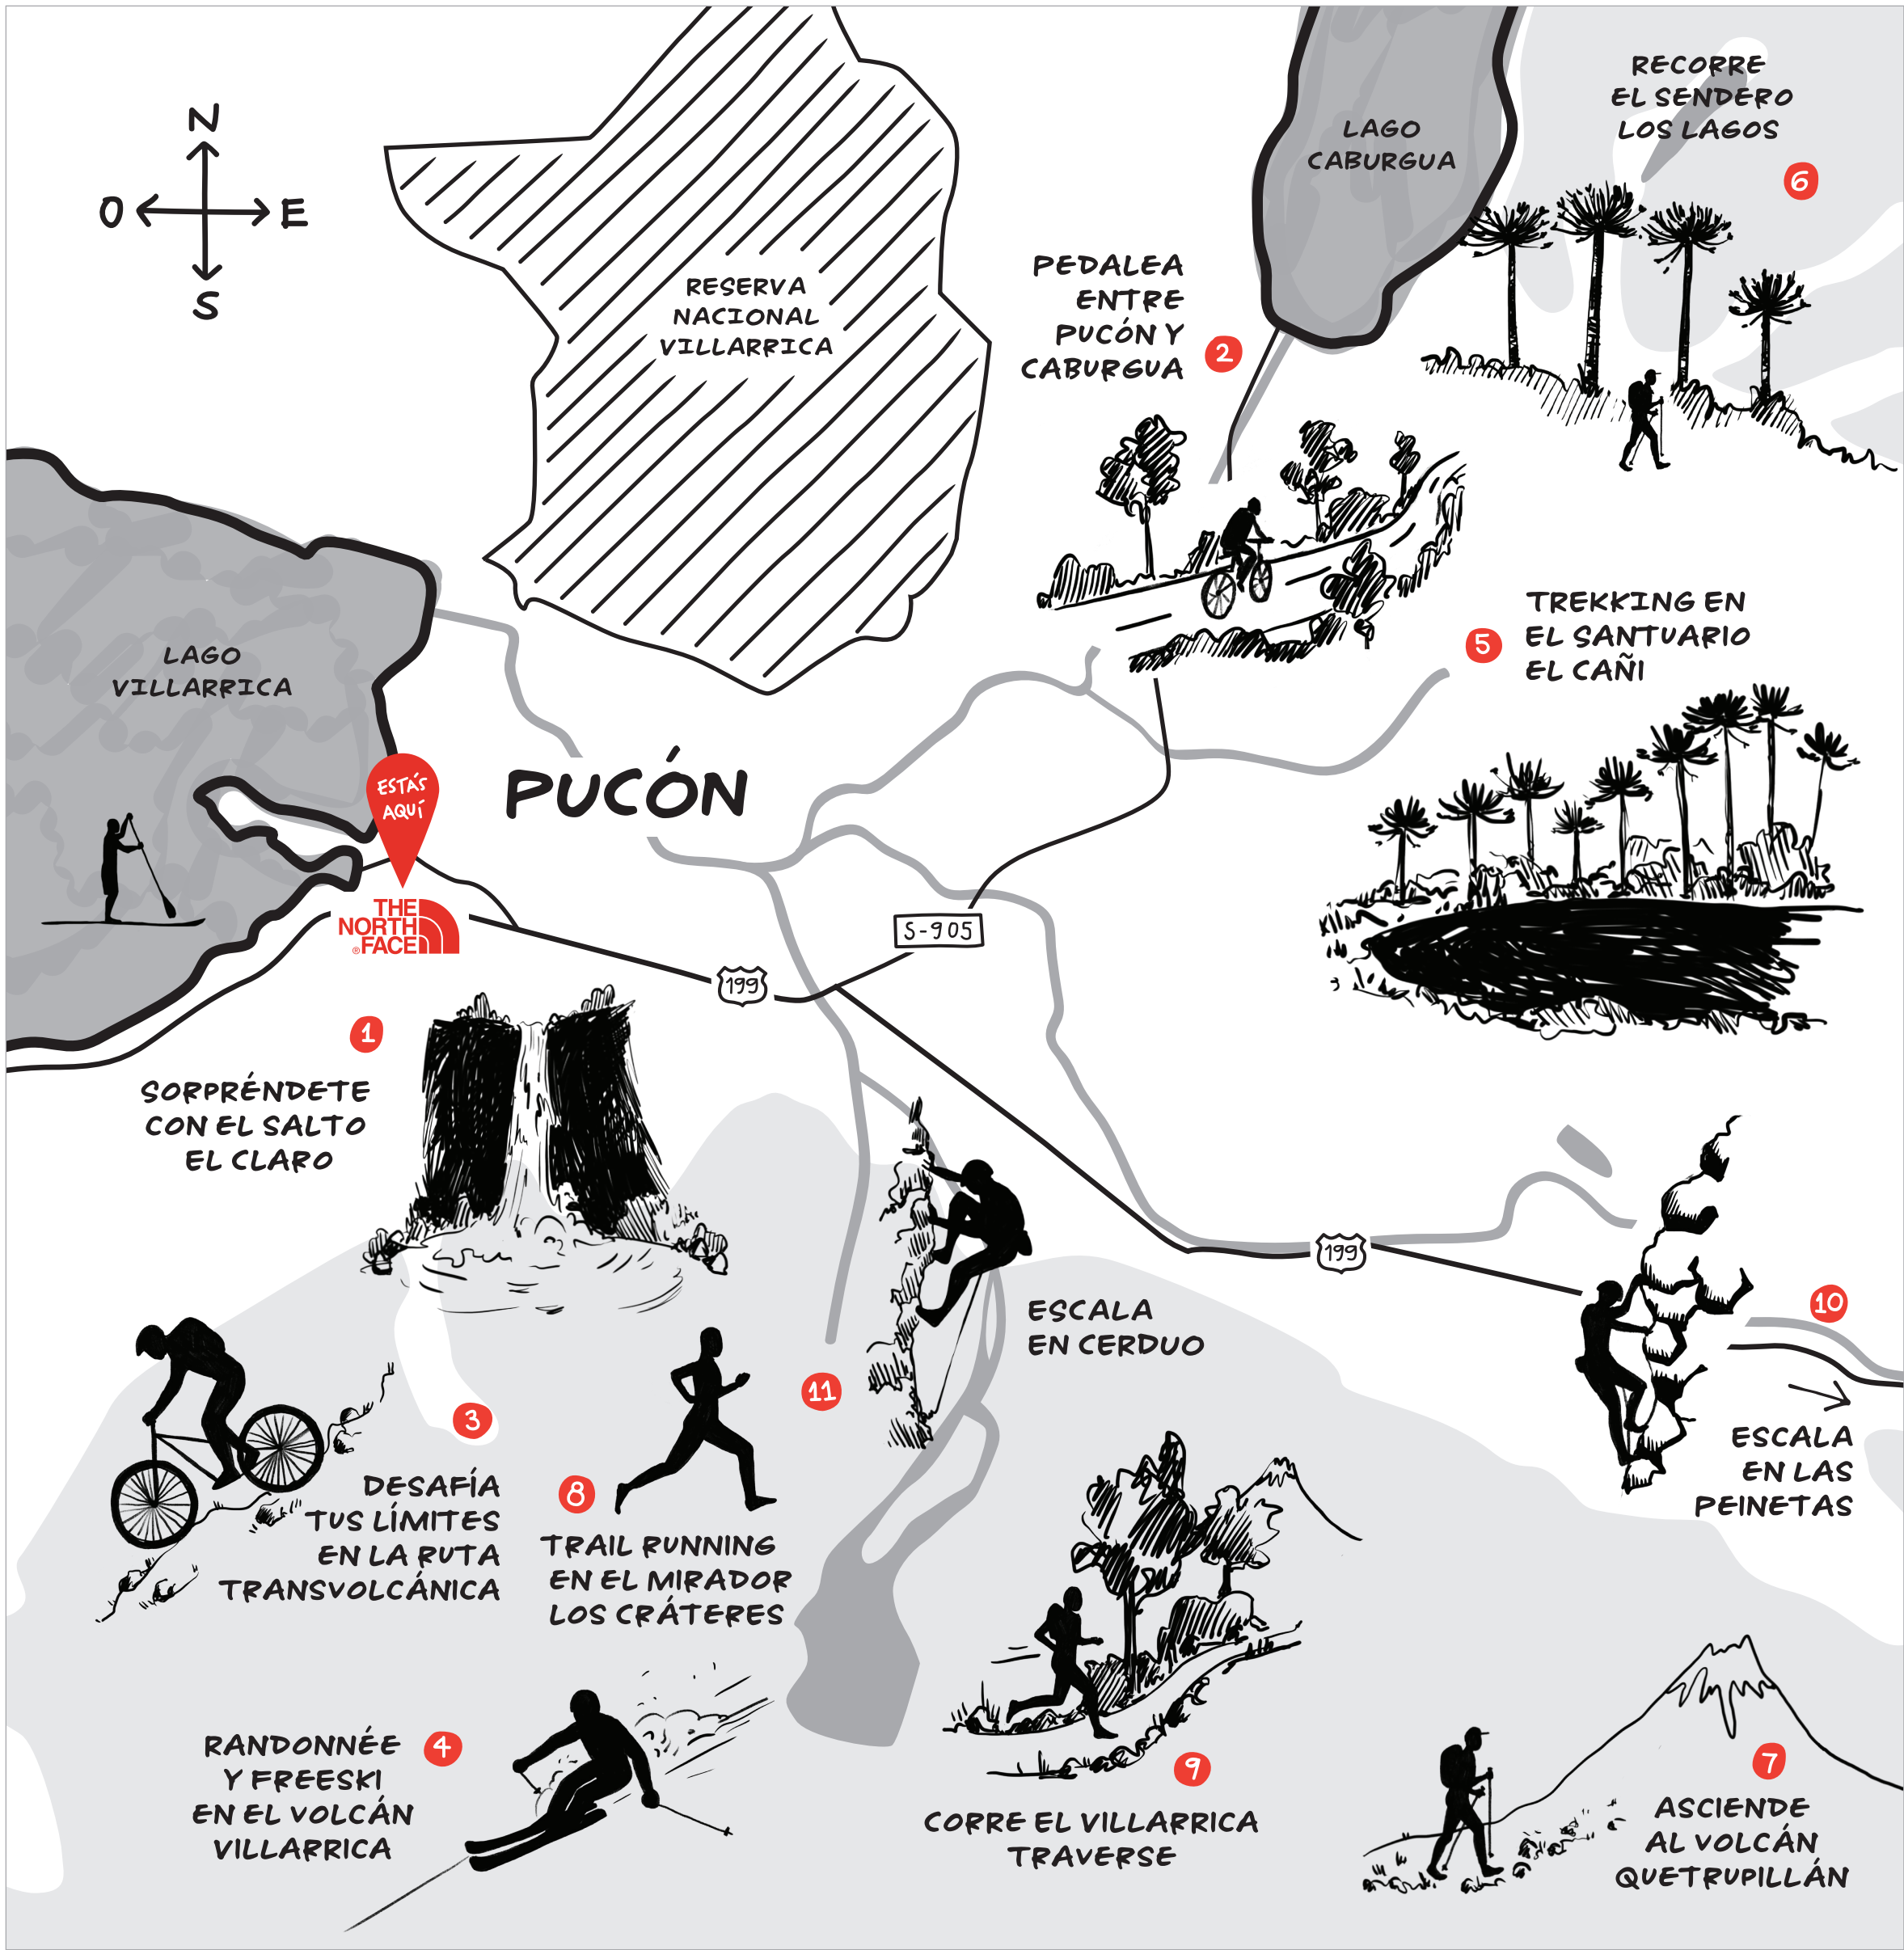 RECORRE
EL SENDERO
LOS LAGOS
6
N
O
E
S
LAGO
CABURGUA
RESERVA
NACIONAL
VILLARRICA
PEDALEA
ENTRE
PUCÓN Y
CABURGUA
2
TREKKING EN
EL SANTUARIO
EL CAÑI
5
LAGO
VILLARRICA
ESTÁS
AQUÍ
PUCÓN
THE
NORTH
FACE
®
S-905
199
1
SORPRÉNDETE
CON EL SALTO
EL CLARO
199
10
ESCALA
EN LAS
PEINETAS
ESCALA
EN CERDUO
11
3
DESAFÍA
TUS LÍMITES
EN LA RUTA
TRANSVOLCÁNICA
8
TRAIL RUNNING
EN EL MIRADOR
LOS CRÁTERES
RANDONNÉE
Y FREESKI
EN EL VOLCÁN
VILLARRICA
4
9
CORRE EL VILLARRICA
TRAVERSE
7
ASCIENDE
AL VOLCÁN
QUETRUPILLÁN